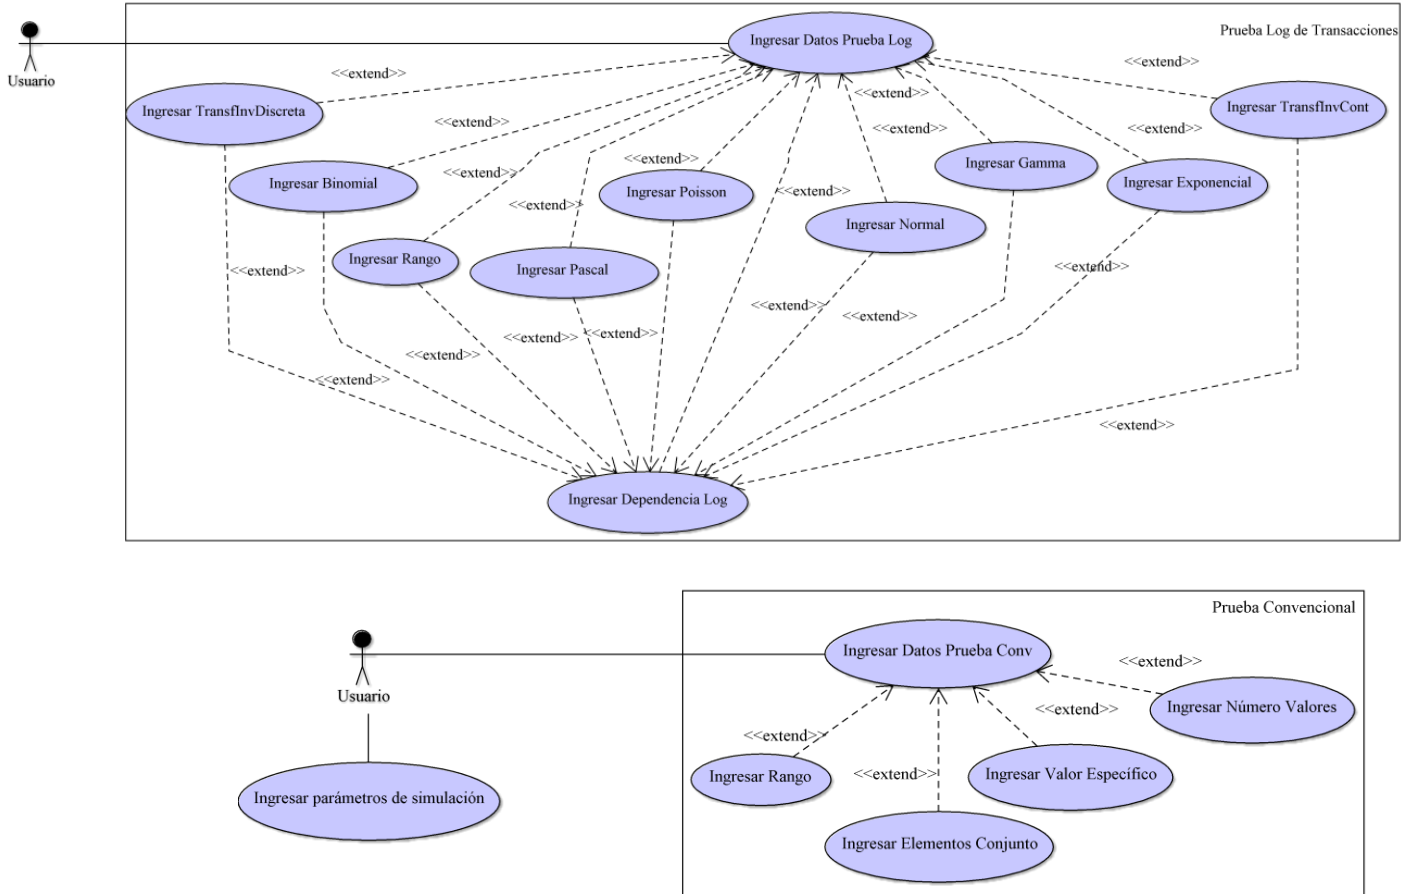 Prueba Log de Transacciones
Ingresar Datos Prueba Log
Usuario
<<extend>>
<<extend>>
Ingresar TransfInvDiscreta
<<extend>>
Ingresar TransfInvCont
<<extend>>
<<extend>>
<<extend>>
Ingresar Binomial
<<extend>>
<<extend>>
Ingresar Poisson
Ingresar Gamma
Ingresar Exponencial
<<extend>>
<<extend>>
Ingresar Normal
Ingresar Rango
Ingresar Pascal
<<extend>>
<<extend>>
<<extend>>
<<extend>>
<<extend>>
<<extend>>
<<extend>>
<<extend>>
<<extend>>
<<extend>>
Ingresar Dependencia Log
Prueba Convencional
Ingresar Datos Prueba Conv
Usuario
<<extend>>
Ingresar Número Valores
<<extend>>
<<extend>>
Ingresar Rango
<<extend>>
Ingresar Valor Específico
Ingresar parámetros de simulación
Ingresar Elementos Conjunto